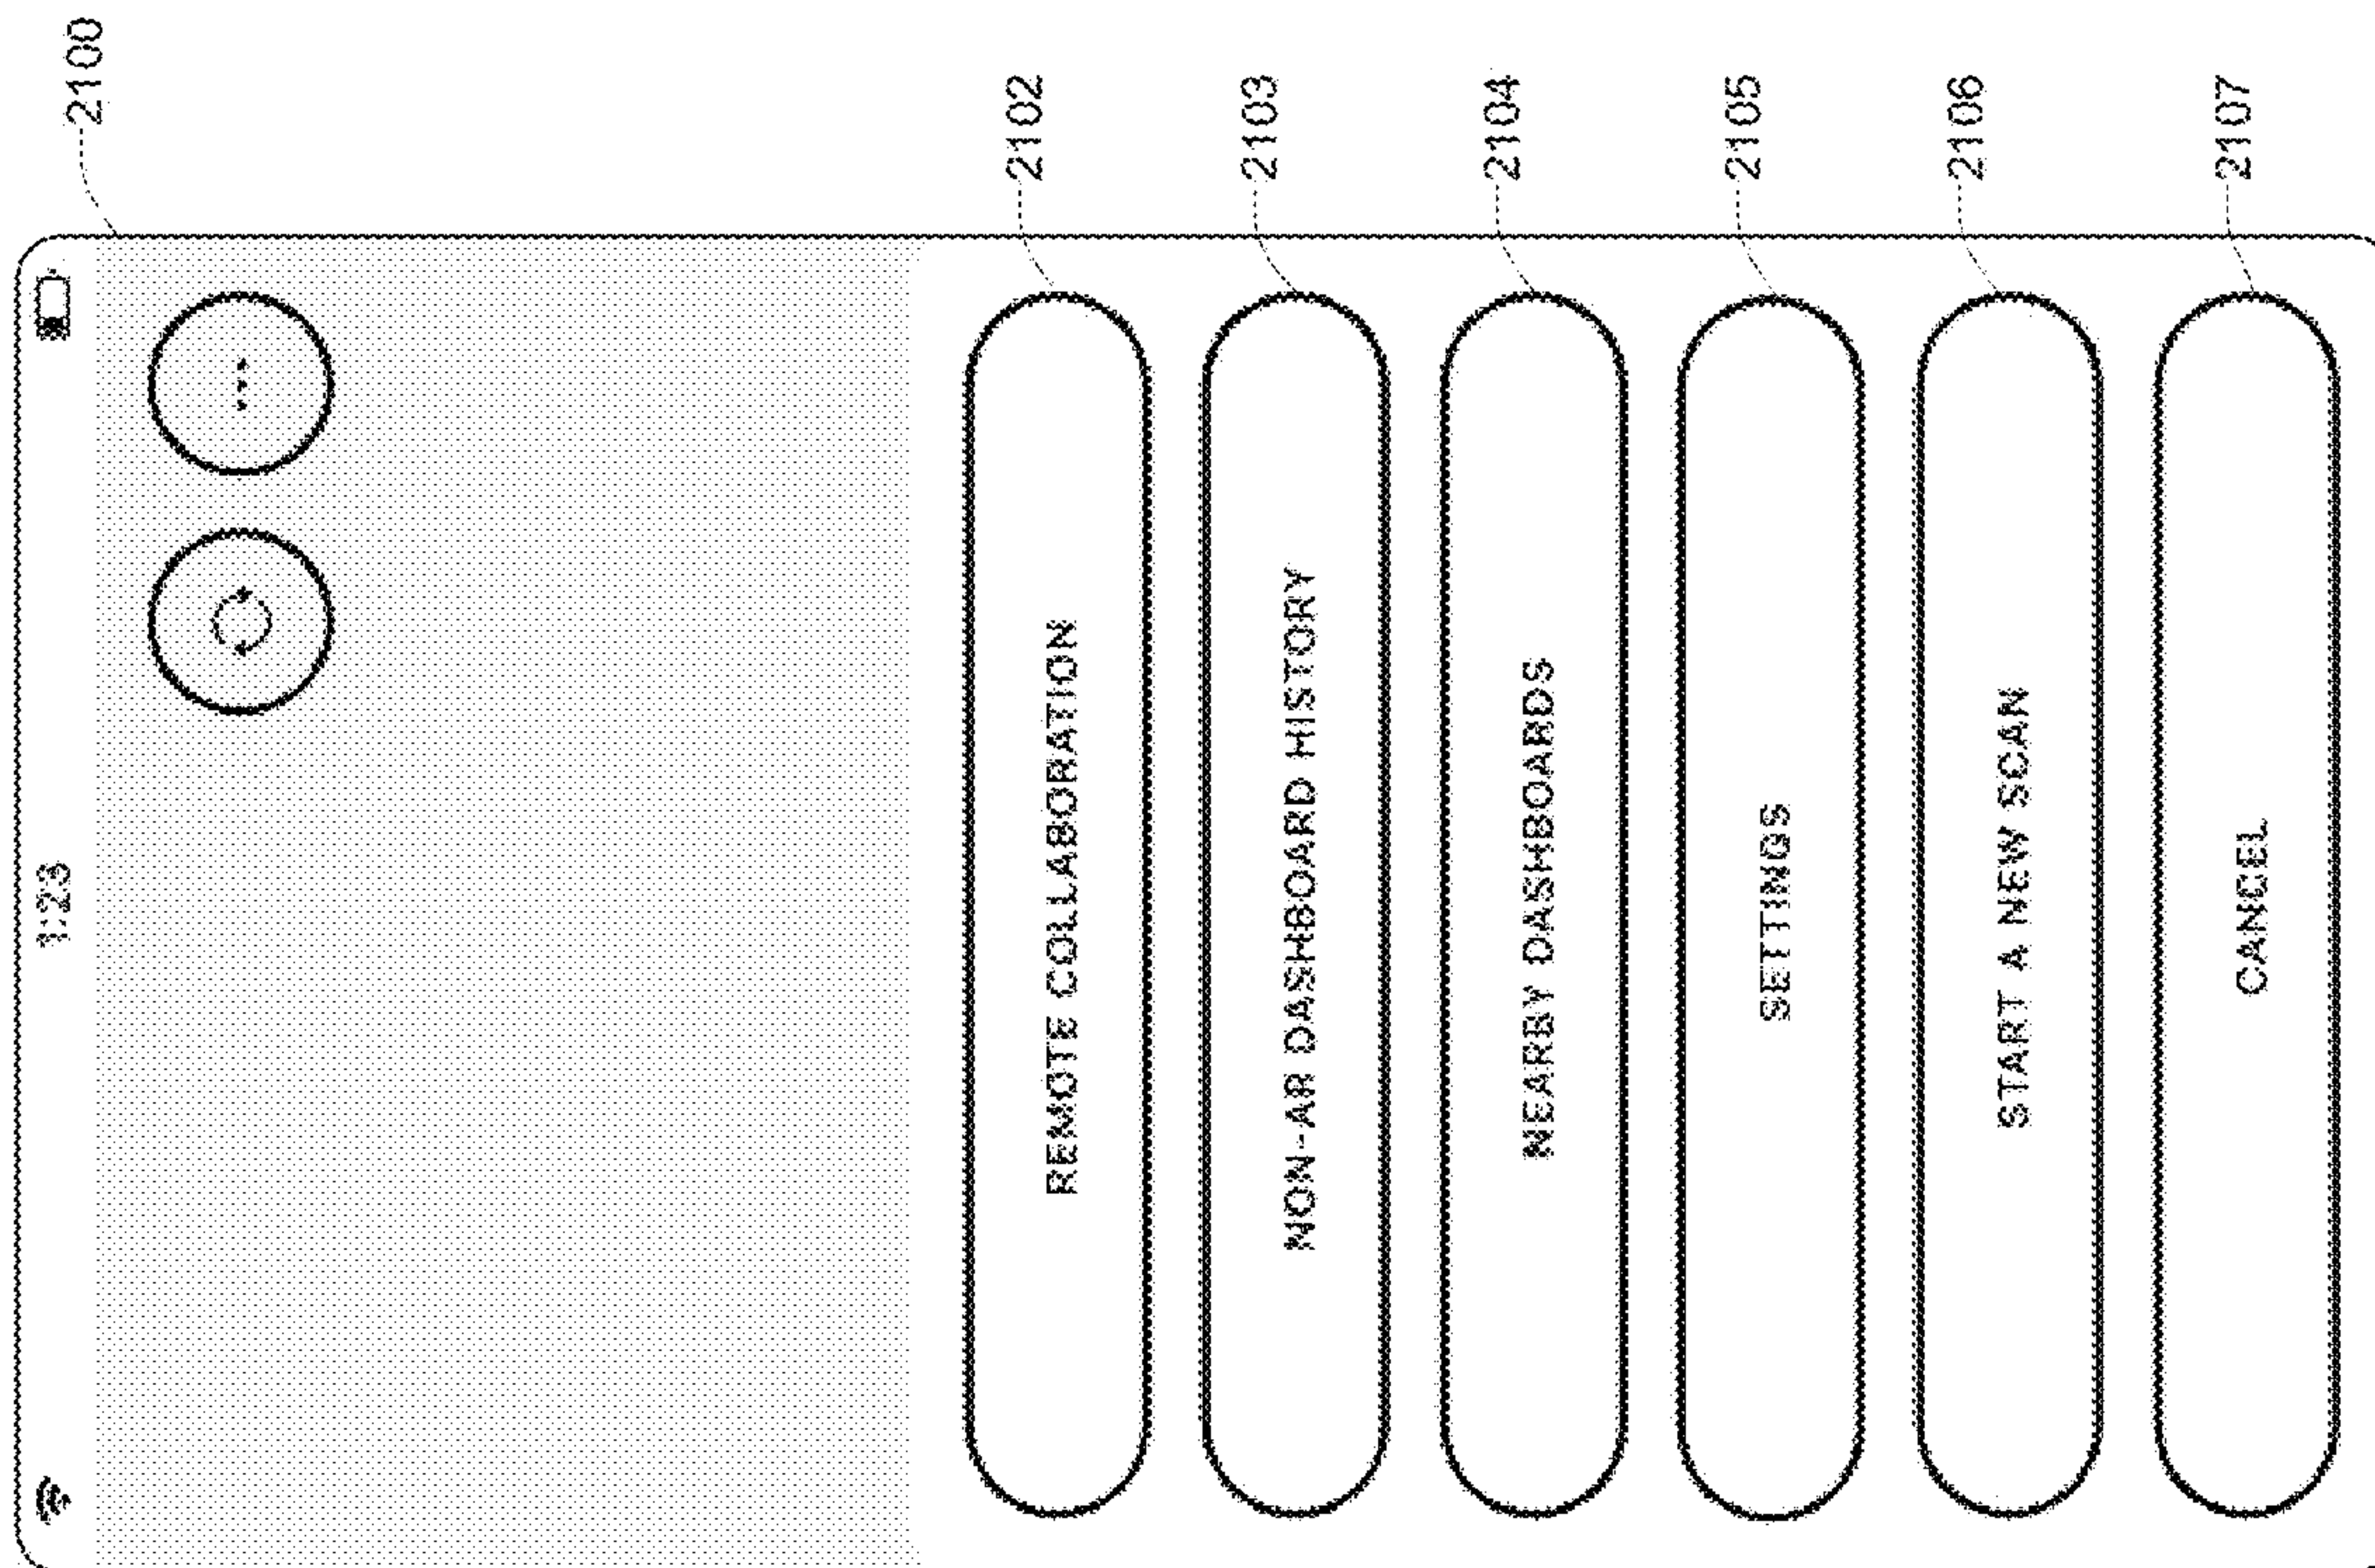 1:23
2100
...
REMOTE COLLABORATION
2102
NON-AR DASHBOARD HISTORY
2103
NEARBY DASHBOARDS
2104
SETTINGS
2105
START A NEW SCAN
2106
CANCEL
2107